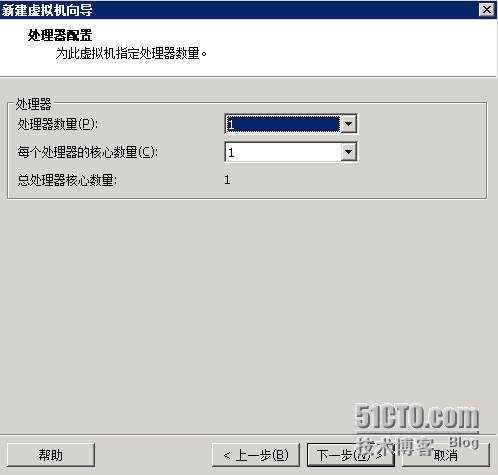 新建虚拟机向导
处理器配置
为此虚拟机指定处理器数量。
处理器
处理器数量(P): 1
每个处理器的核心数量(C): 1
总处理器核心数量: 1
51CTO.com
技术博客 Blog
帮助 < 上一步(B) 下一步(N) > 取消